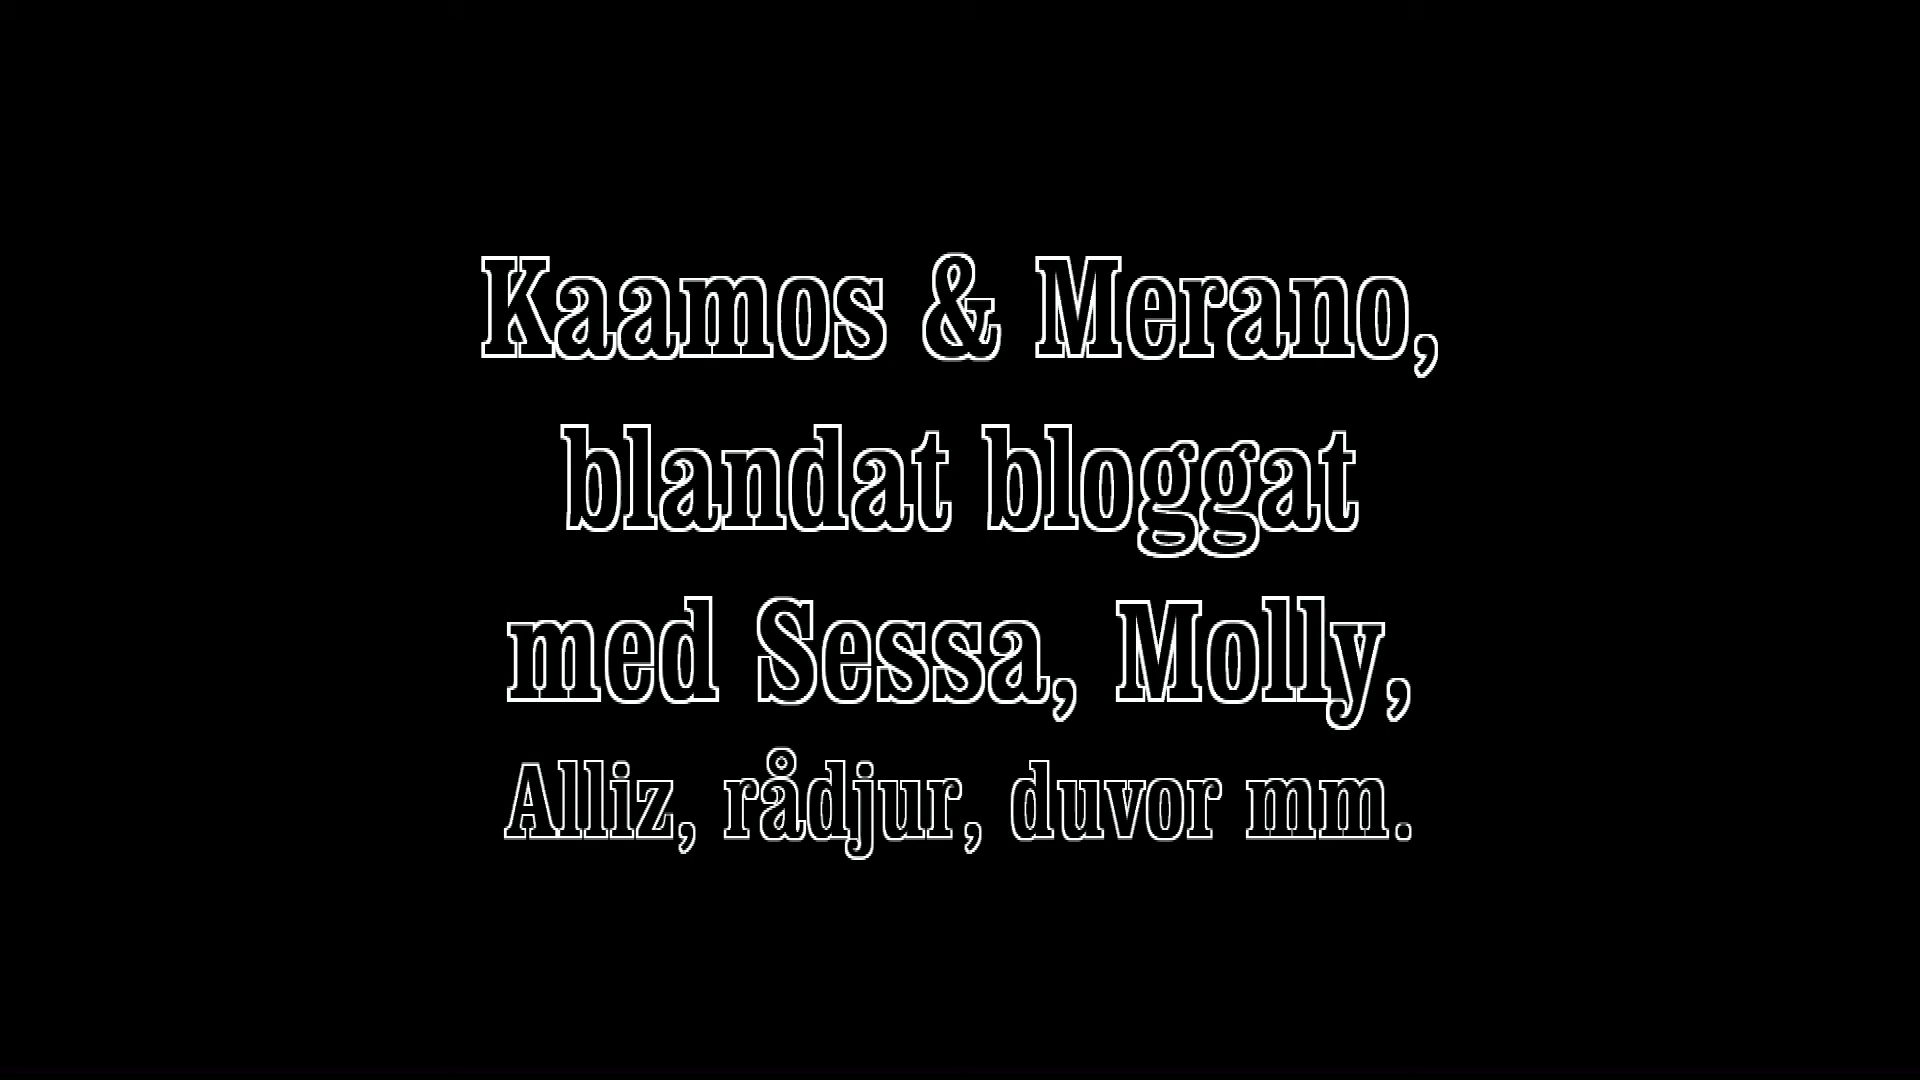 Kaamos & Merano,
blandat bloggat
med Sessa, Molly,
Alliz, rådjur, duvor mm.